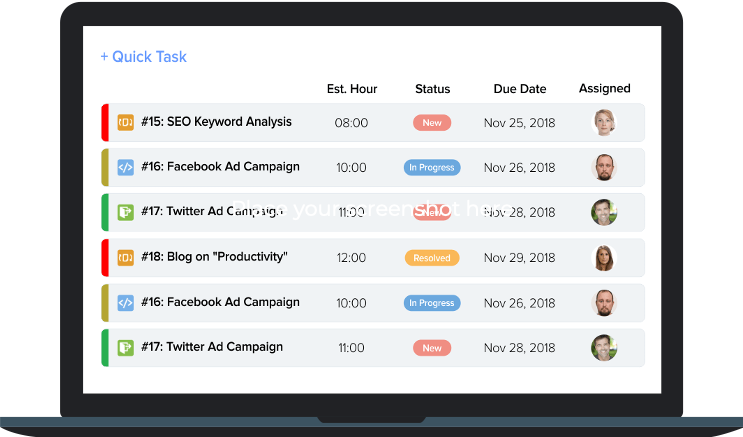 + Quick Task
Est. Hour Status Due Date Assigned
#15: SEO Keyword Analysis 08:00 New Nov 25, 2018
#16: Facebook Ad Campaign 10:00 In Progress Nov 26, 2018
#17: Twitter Ad Campaign 11:00 New Nov 28, 2018
Place your screenshot here
#18: Blog on "Productivity" 12:00 Resolved Nov 29, 2018
#16: Facebook Ad Campaign 10:00 In Progress Nov 26, 2018
#17: Twitter Ad Campaign 11:00 New Nov 28, 2018